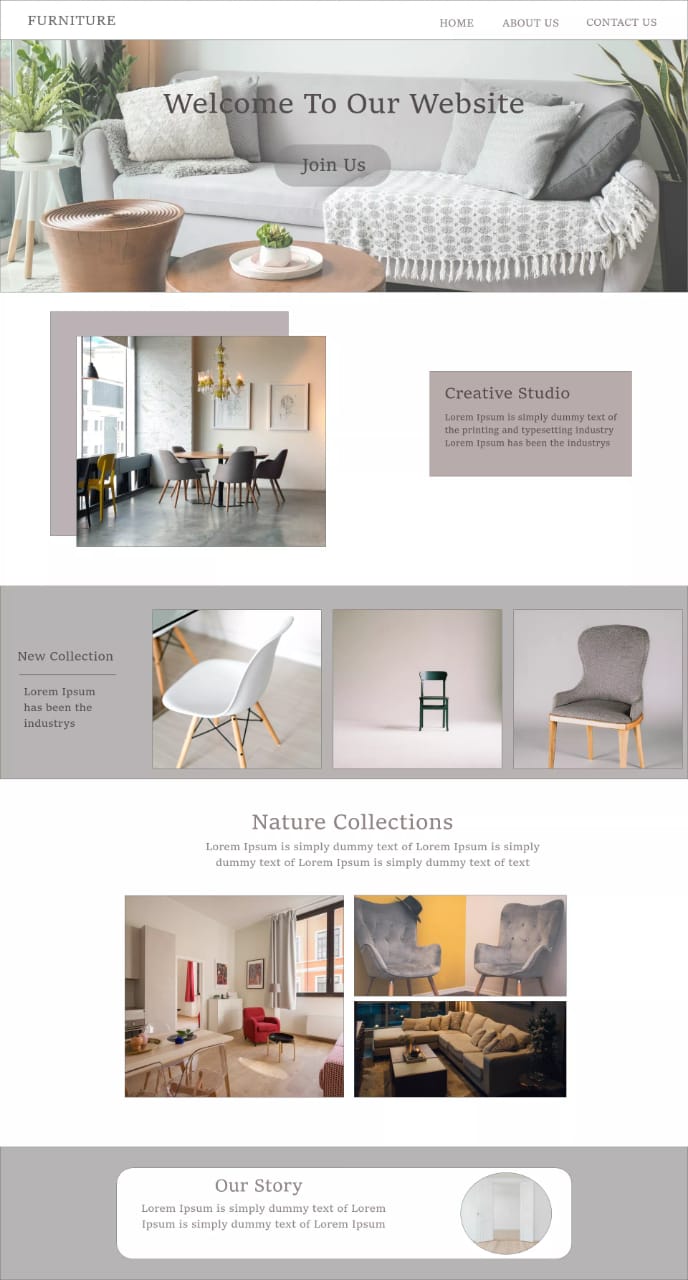 FURNITURE
HOME ABOUT US CONTACT US
Welcome To Our Website
Join Us
Creative Studio
Lorem Ipsum is simply dummy text of
the printing and typesetting industry
Lorem Ipsum has been the industrys
New Collection
Lorem Ipsum
has been the
industrys
Nature Collections
Lorem Ipsum is simply dummy text of Lorem Ipsum is simply
dummy text of Lorem Ipsum is simply dummy text of text
Our Story
Lorem Ipsum is simply dummy text of Lorem
Ipsum is simply dummy text of Lorem Ipsum